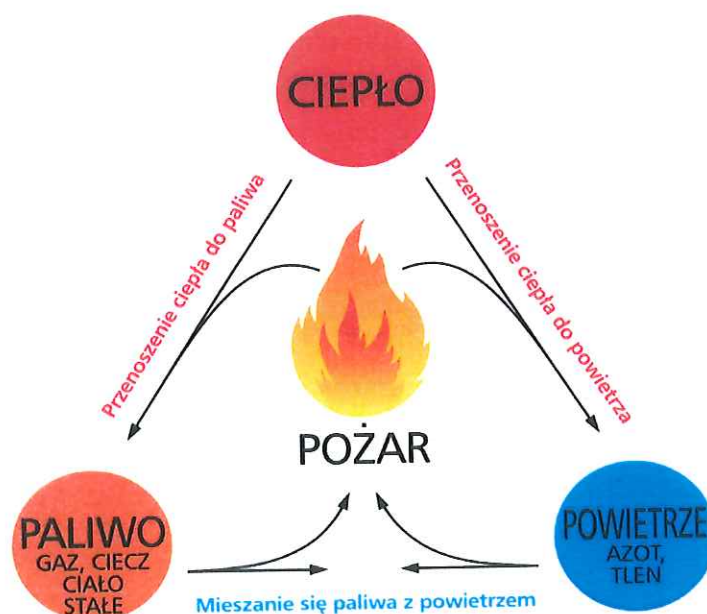 CIEPŁO
Przenoszenie ciepła do paliwa
Przenoszenie ciepła do powietrza
POŻAR
PALIWO
GAZ, CIECZ
CIAŁO
STAŁE
POWIETRZE
AZOT,
TLEN
Mieszanie się paliwa z powietrzem